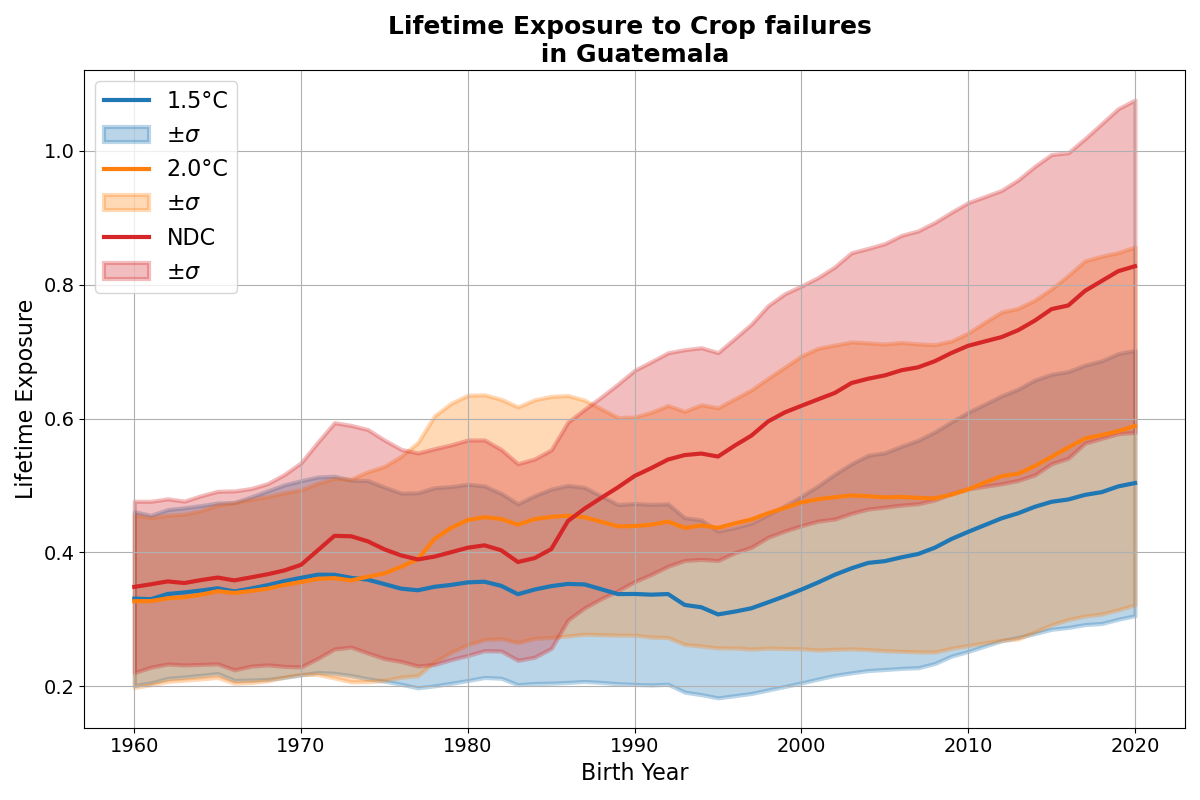 Lifetime Exposure to Crop failures
in Guatemala
1.5°C
±σ
2.0°C
±σ
NDC
±σ
Lifetime Exposure
1.0
0.8
0.6
0.4
0.2
1960 1970 1980 1990 2000 2010 2020
Birth Year